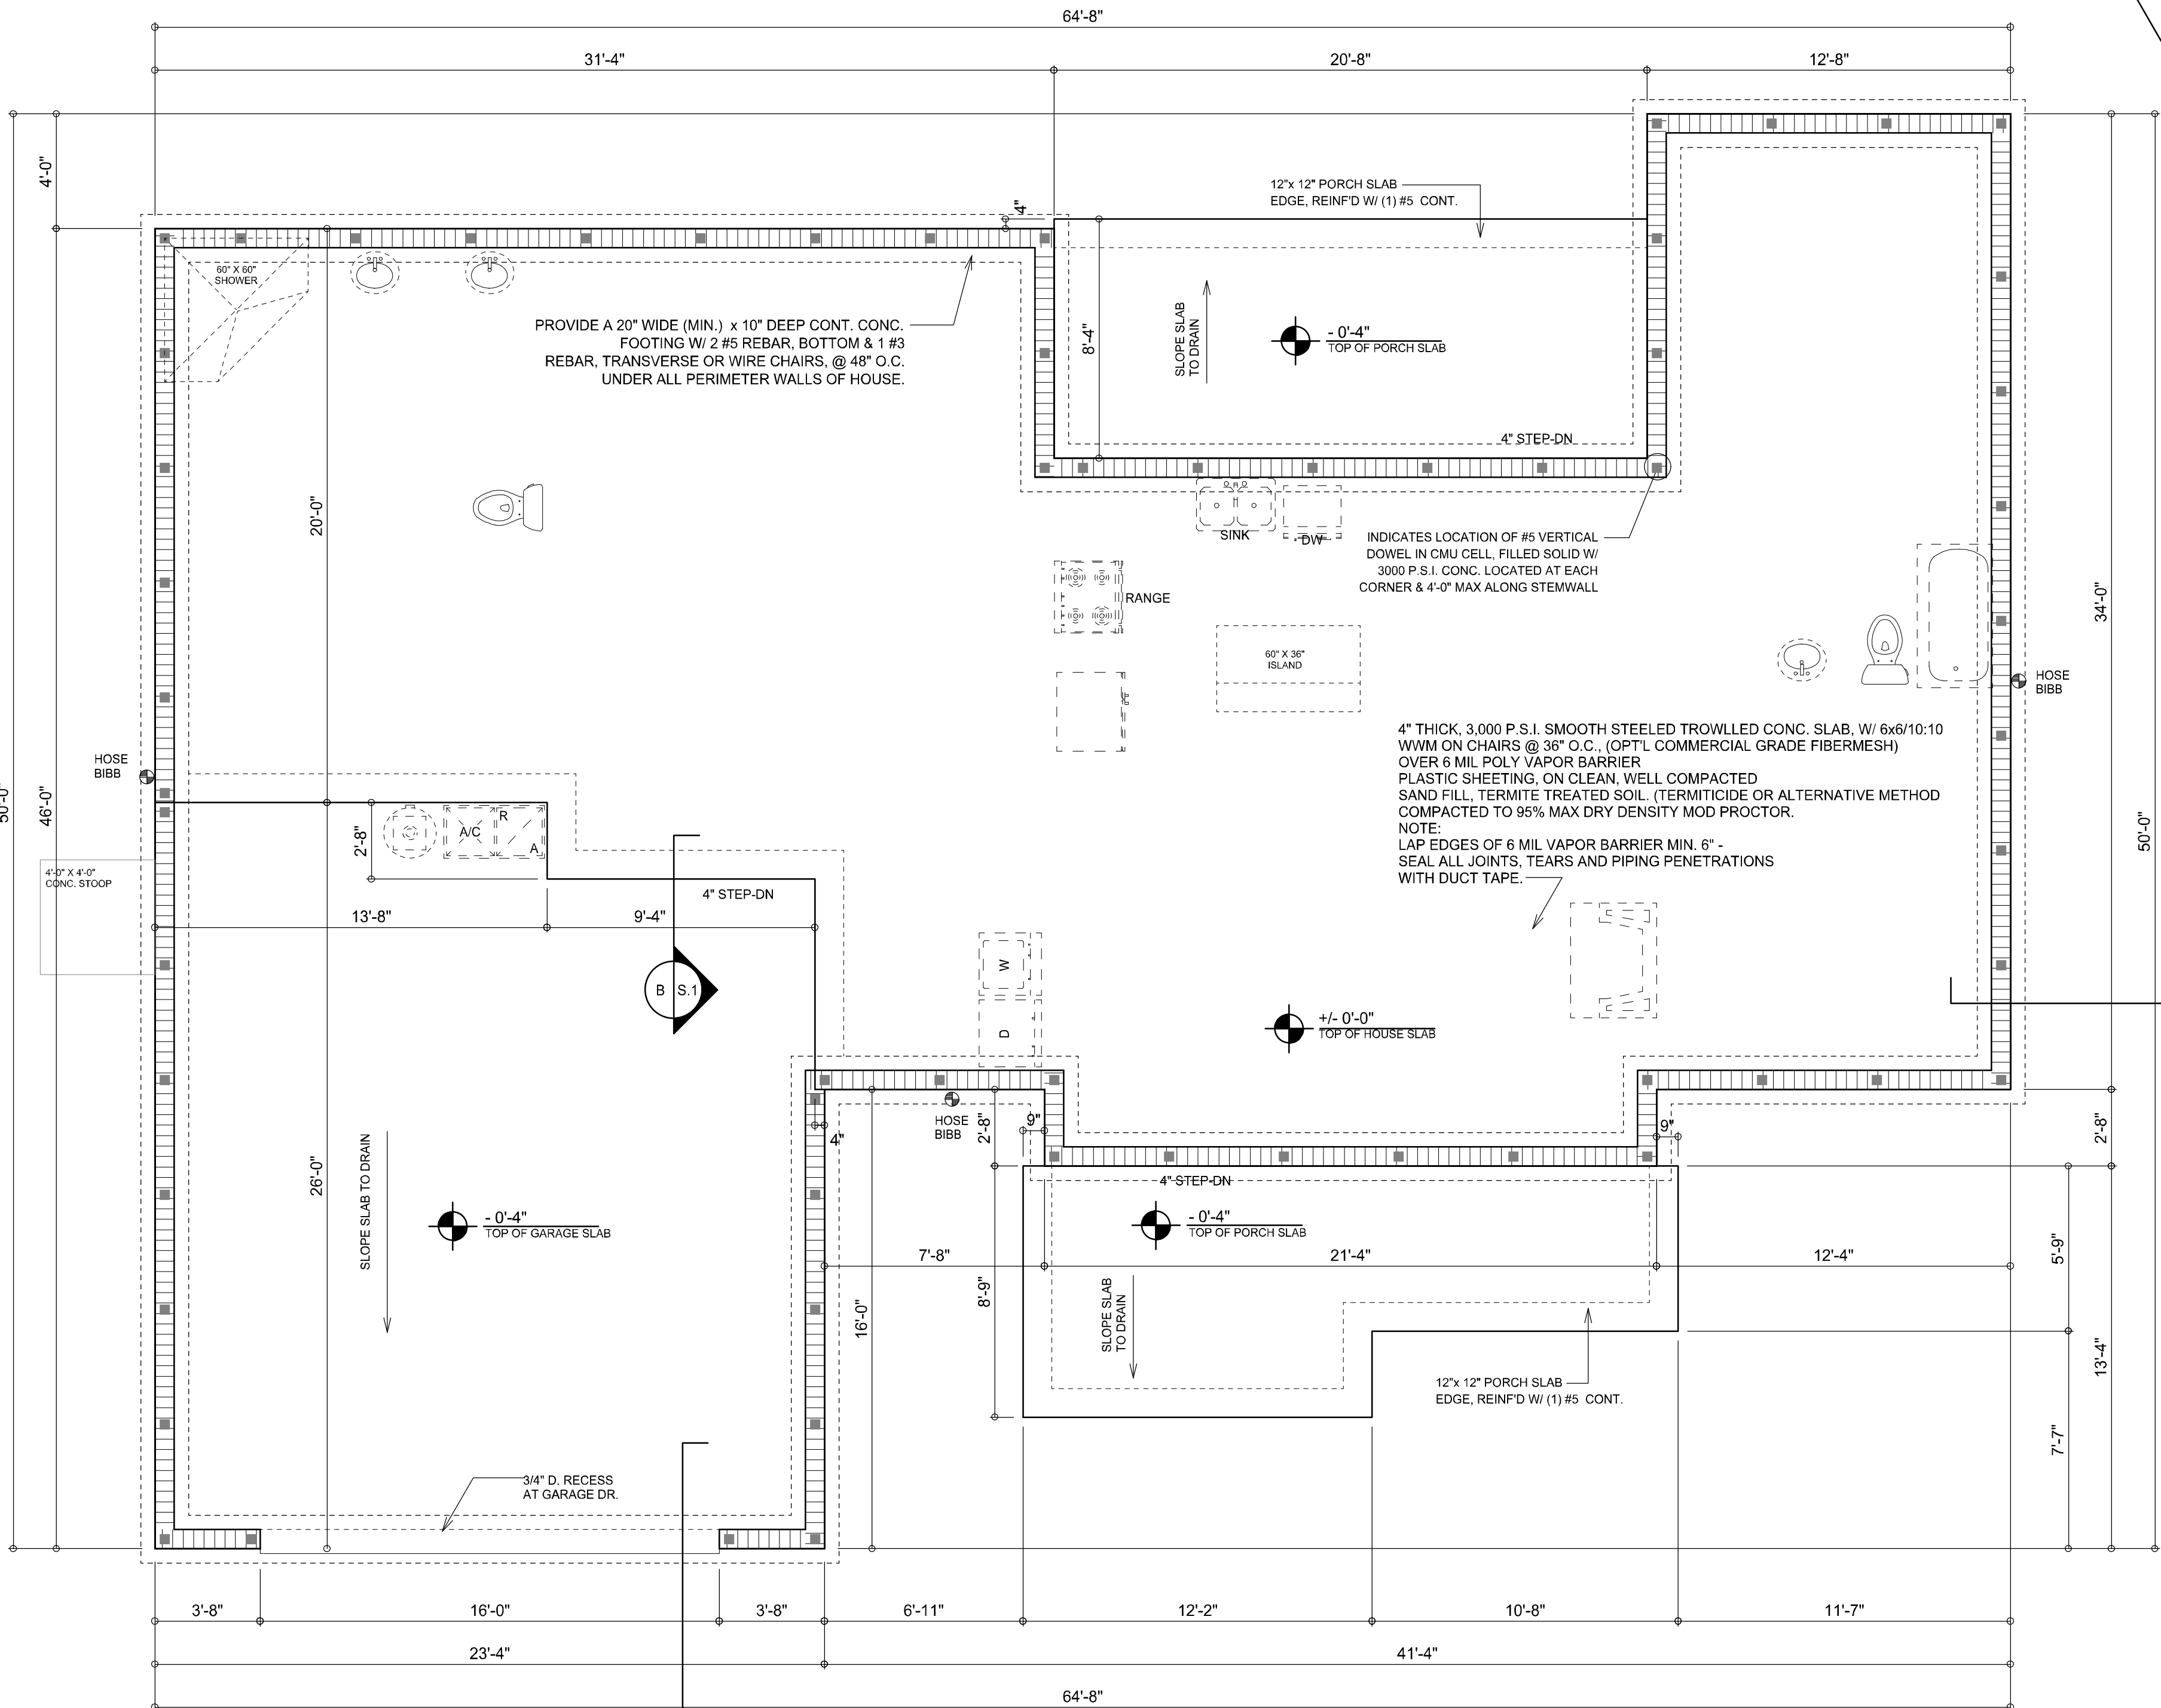 64'-8"
31'-4"
20'-8"
12'-8"
4'-0"
4"
12"x 12" PORCH SLAB
EDGE, REINF'D W/ (1) #5  CONT.
60" X 60"
SHOWER
PROVIDE A 20" WIDE (MIN.)  x 10" DEEP CONT. CONC.
FOOTING W/ 2 #5 REBAR, BOTTOM & 1 #3
REBAR, TRANSVERSE OR WIRE CHAIRS, @ 48" O.C.
UNDER ALL PERIMETER WALLS OF HOUSE.
8'-4"
SLOPE SLAB
TO DRAIN
- 0'-4"
TOP OF PORCH SLAB
4" STEP-DN
20'-0"
SINK
DW
INDICATES LOCATION OF #5 VERTICAL
DOWEL IN CMU CELL, FILLED SOLID W/
3000 P.S.I. CONC. LOCATED AT EACH
CORNER & 4'-0" MAX ALONG STEMWALL
RANGE
34'-0"
60" X 36"
ISLAND
HOSE
BIBB
4" THICK, 3,000 P.S.I. SMOOTH STEELED TROWLLED CONC. SLAB, W/ 6x6/10:10
WWM ON CHAIRS @ 36" O.C., (OPT'L COMMERCIAL GRADE FIBERMESH)
OVER 6 MIL POLY VAPOR BARRIER
PLASTIC SHEETING, ON CLEAN, WELL COMPACTED
SAND FILL, TERMITE TREATED SOIL. (TERMITICIDE OR ALTERNATIVE METHOD
COMPACTED TO 95% MAX DRY DENSITY MOD PROCTOR.
NOTE:
LAP EDGES OF 6 MIL VAPOR BARRIER MIN. 6" -
SEAL ALL JOINTS, TEARS AND PIPING PENETRATIONS
WITH DUCT TAPE.
HOSE
BIBB
50'-0"
46'-0"
50'-0"
2'-8"
A/C
R
A
4'-0" X 4'-0"
CONC. STOOP
4" STEP-DN
13'-8"
9'-4"
B
S.1
W
D
+/- 0'-0"
TOP OF HOUSE SLAB
HOSE
BIBB
4"
2'-8"
9"
9"
2'-8"
26'-0"
SLOPE SLAB TO DRAIN
- 0'-4"
TOP OF GARAGE SLAB
4" STEP-DN
- 0'-4"
TOP OF PORCH SLAB
7'-8"
21'-4"
12'-4"
5'-9"
8'-9"
16'-0"
SLOPE SLAB
TO DRAIN
13'-4"
12"x 12" PORCH SLAB
EDGE, REINF'D W/ (1) #5  CONT.
7'-7"
3/4" D. RECESS
AT GARAGE DR.
3'-8"
16'-0"
3'-8"
6'-11"
12'-2"
10'-8"
11'-7"
23'-4"
41'-4"
64'-8"